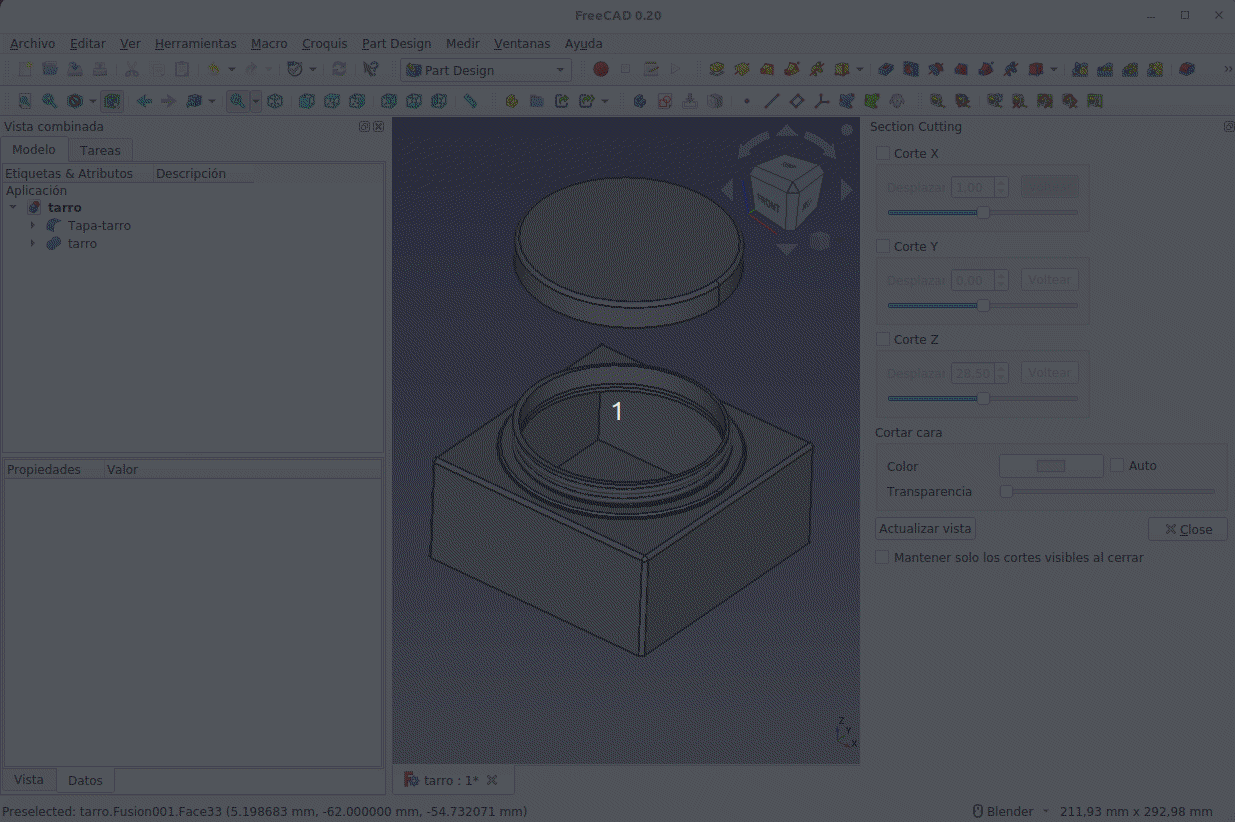 FreeCAD 0.20
Archivo Editar Ver Herramientas Macro Croquis Part Design Medir Ventanas Ayuda
Part Design
Vista combinada
Modelo Tareas
Etiquetas & Atributos Descripción
Aplicación
tarro
Tapa-tarro
tarro
Propiedades Valor
Vista Datos
FRONT
1
Z
Y
X
tarro : 1*
Section Cutting
Corte X
Desplazar 1,00
Corte Y
Desplazar 0,00 Voltear
Corte Z
Desplazar 28,50 Voltear
Cortar cara
Color Auto
Transparencia
Actualizar vista Close
Mantener solo los cortes visibles al cerrar
Preselected: tarro.Fusion001.Face33 (5.198683 mm, -62.000000 mm, -54.732071 mm) Blender 211,93 mm x 292,98 mm